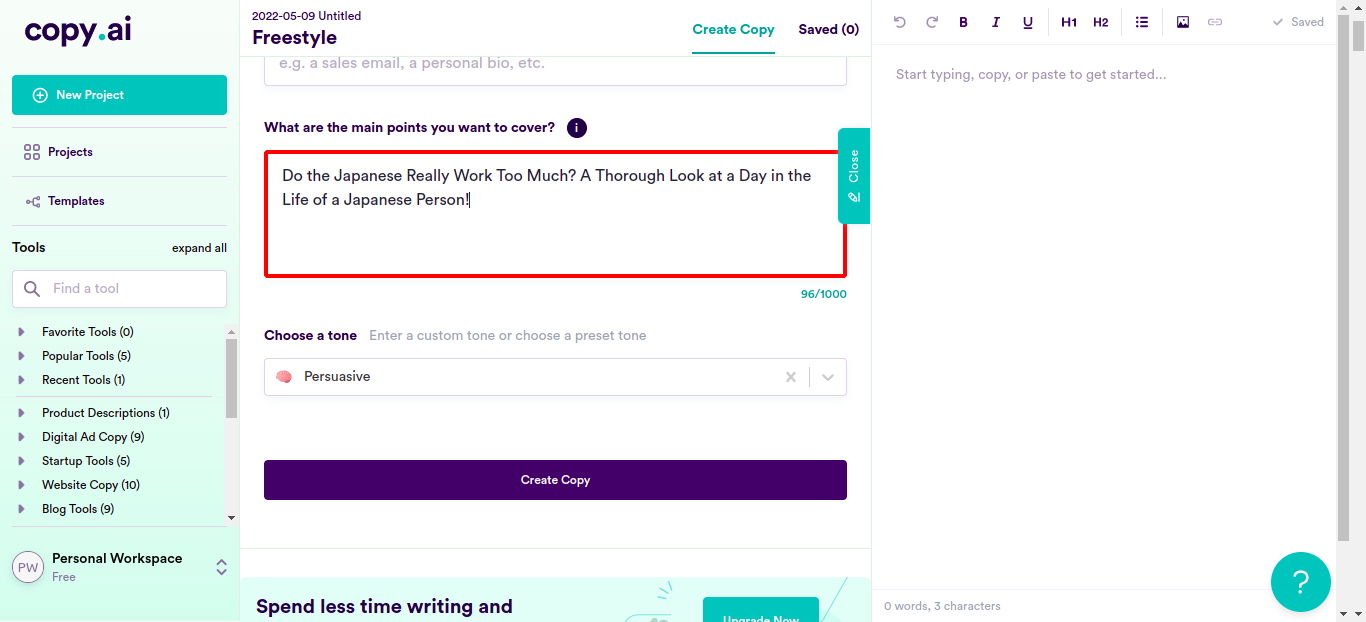 copy.ai
New Project
Projects
Templates
Tools
expand all
Find a tool
Favorite Tools (0)
Popular Tools (5)
Recent Tools (1)
Product Descriptions (1)
Digital Ad Copy (9)
Startup Tools (5)
Website Copy (10)
Blog Tools (9)
PW
Personal Workspace
Free
2022-05-09 Untitled
Freestyle
Create Copy
Saved (0)
e.g. a sales email, a personal bio, etc.
What are the main points you want to cover?
i
Do the Japanese Really Work Too Much? A Thorough Look at a Day in the
Life of a Japanese Person!
96/1000
Choose a tone
Enter a custom tone or choose a preset tone
Persuasive
Create Copy
Spend less time writing and
Upgrade Now
Close
B
I
U
H1
H2
Saved
Start typing, copy, or paste to get started...
0 words, 3 characters
?